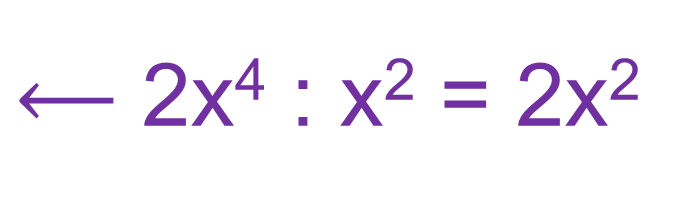 ← 2x⁴ : x² = 2x²